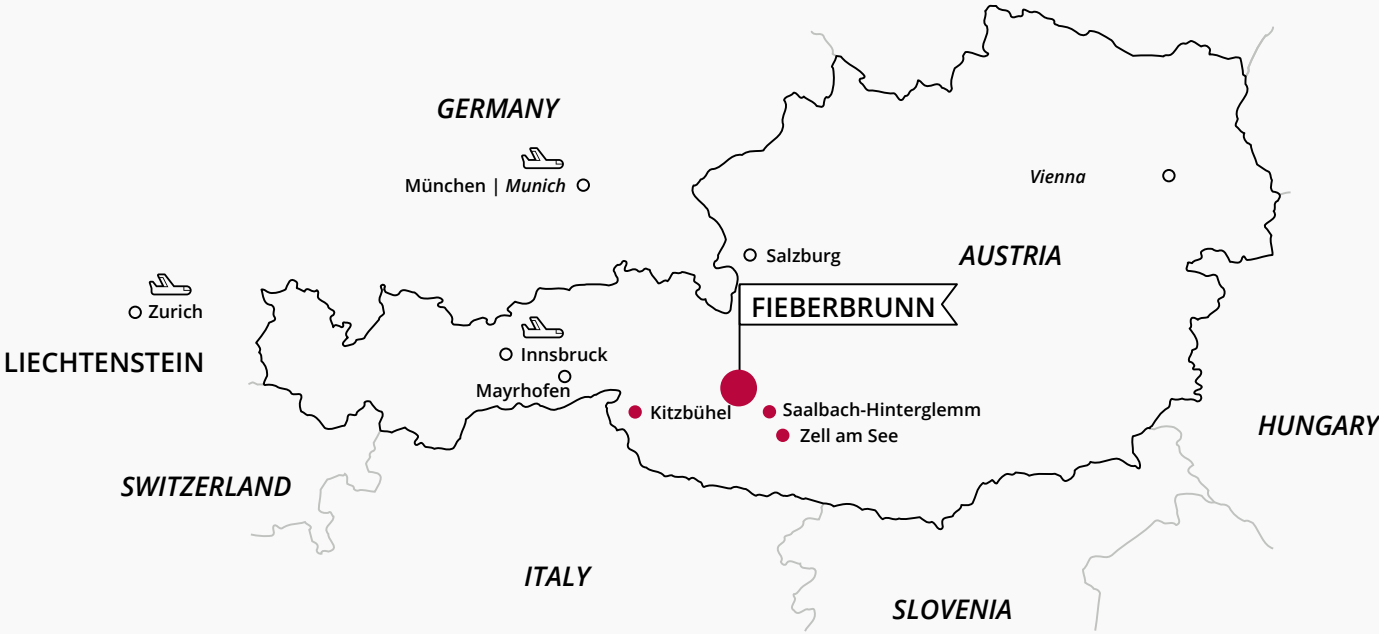 GERMANY
München | Munich
Vienna
Salzburg
AUSTRIA
FIEBERBRUNN
Zurich
Innsbruck
LIECHTENSTEIN
Mayrhofen
Kitzbühel
Saalbach-Hinterglemm
Zell am See
HUNGARY
SWITZERLAND
ITALY
SLOVENIA